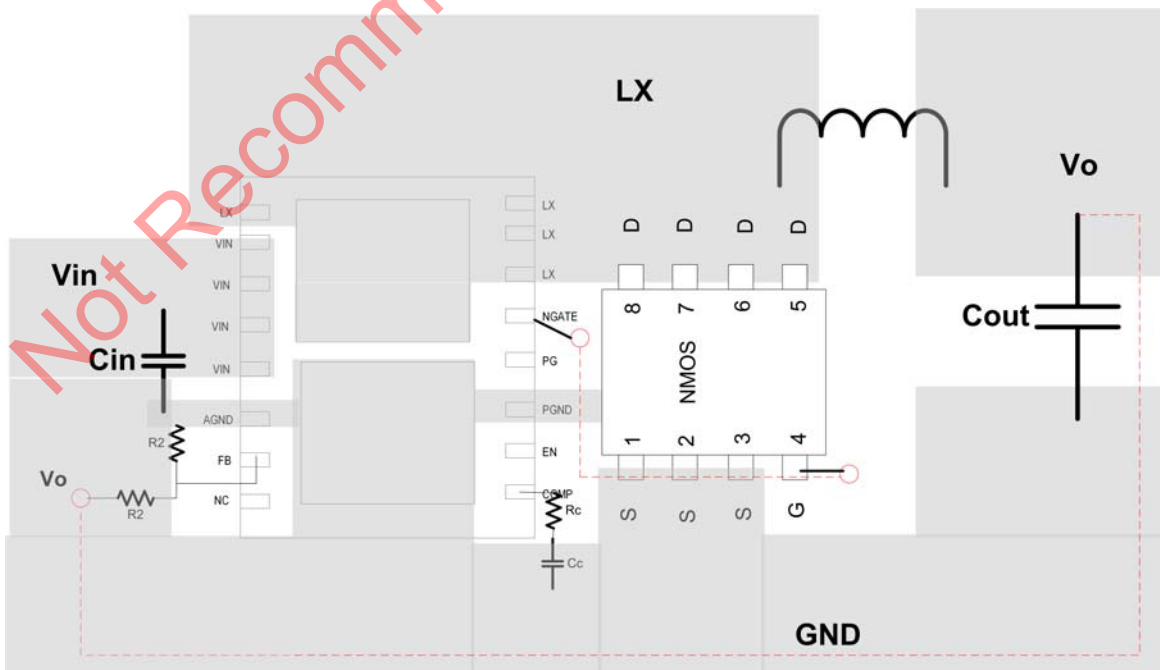 Not Recomm
LX
Vo
LX
VIN
VIN
VIN
VIN
AGND
FB
NC
LX
LX
LX
NGATE
PG
PGND
EN
COMP
Vin
Cin
R2
Vo
R2
Rc
Cc
D
D
D
D
8
7
6
5
NMOS
1
2
3
4
S
S
S
G
Cout
GND